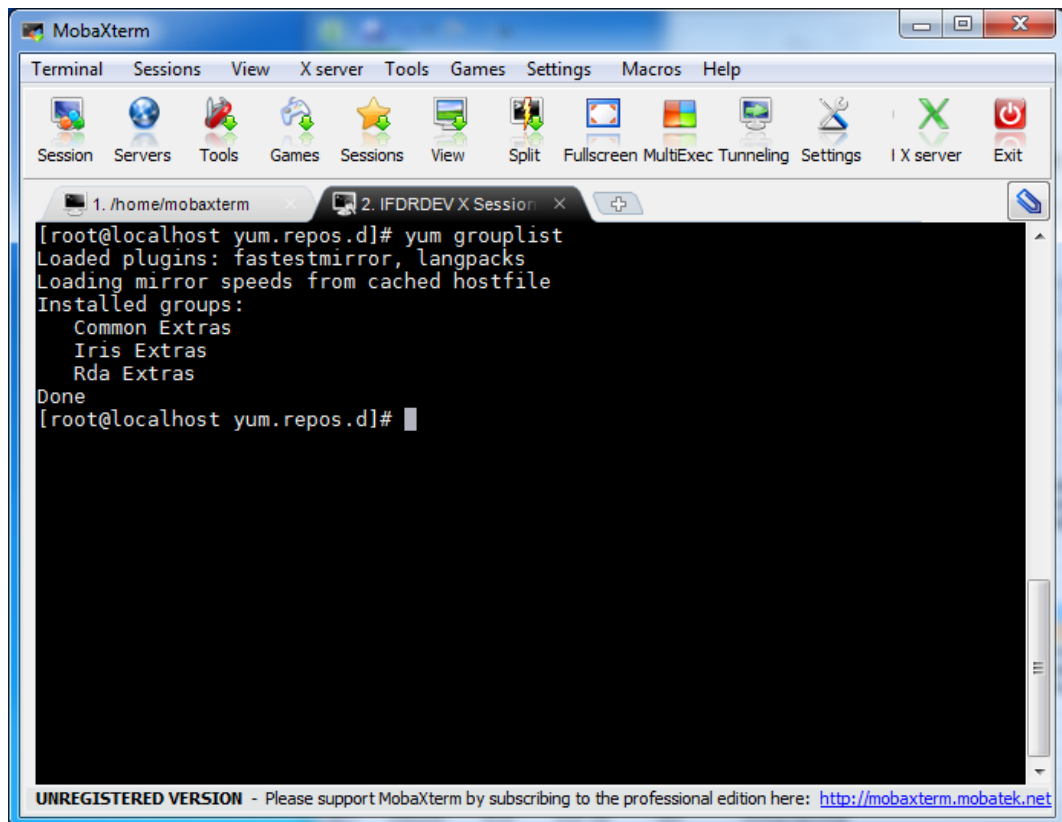 MobaXterm
Terminal Sessions View X server Tools Games Settings Macros Help
Session Servers Tools Games Sessions View Split Fullscreen MultiExec Tunneling Settings X server Exit
1. /home/mobaxterm 2. IFDRDEV X Session
[root@localhost yum.repos.d]# yum grouplist
Loaded plugins: fastestmirror, langpacks
Loading mirror speeds from cached hostfile
Installed groups:
Common Extras
Iris Extras
Rda Extras
Done
[root@localhost yum.repos.d]#
UNREGISTERED VERSION - Please support MobaXterm by subscribing to the professional edition here: http://mobaxterm.mobatek.net